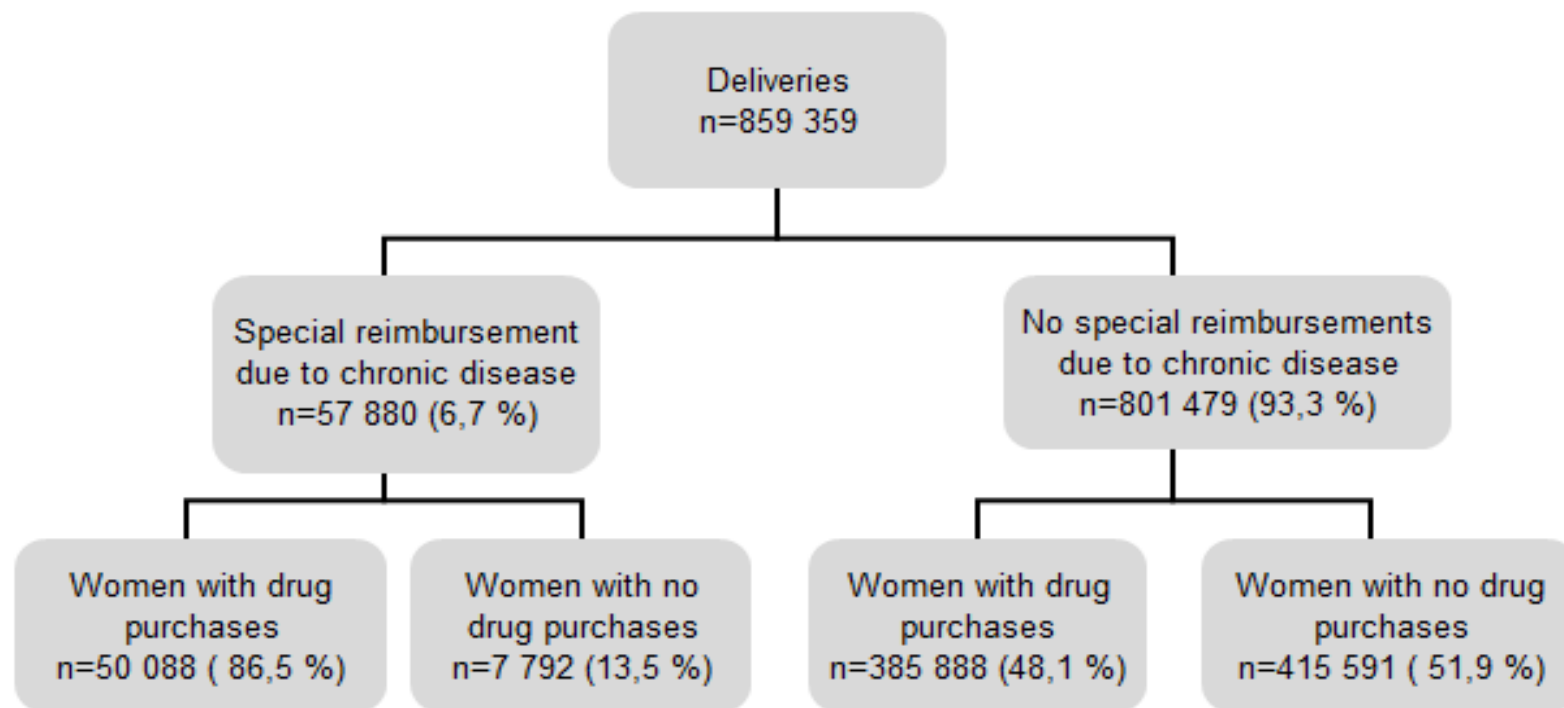 Deliveries
n=859 359
Special reimbursement
due to chronic disease
n=57 880 (6,7 %)
No special reimbursements
due to chronic disease
n=801 479 (93,3 %)
Women with drug
purchases
n=50 088 ( 86,5 %)
Women with no
drug purchases
n=7 792 (13,5 %)
Women with drug
purchases
n=385 888 (48,1 %)
Women with no drug
purchases
n=415 591 ( 51,9 %)